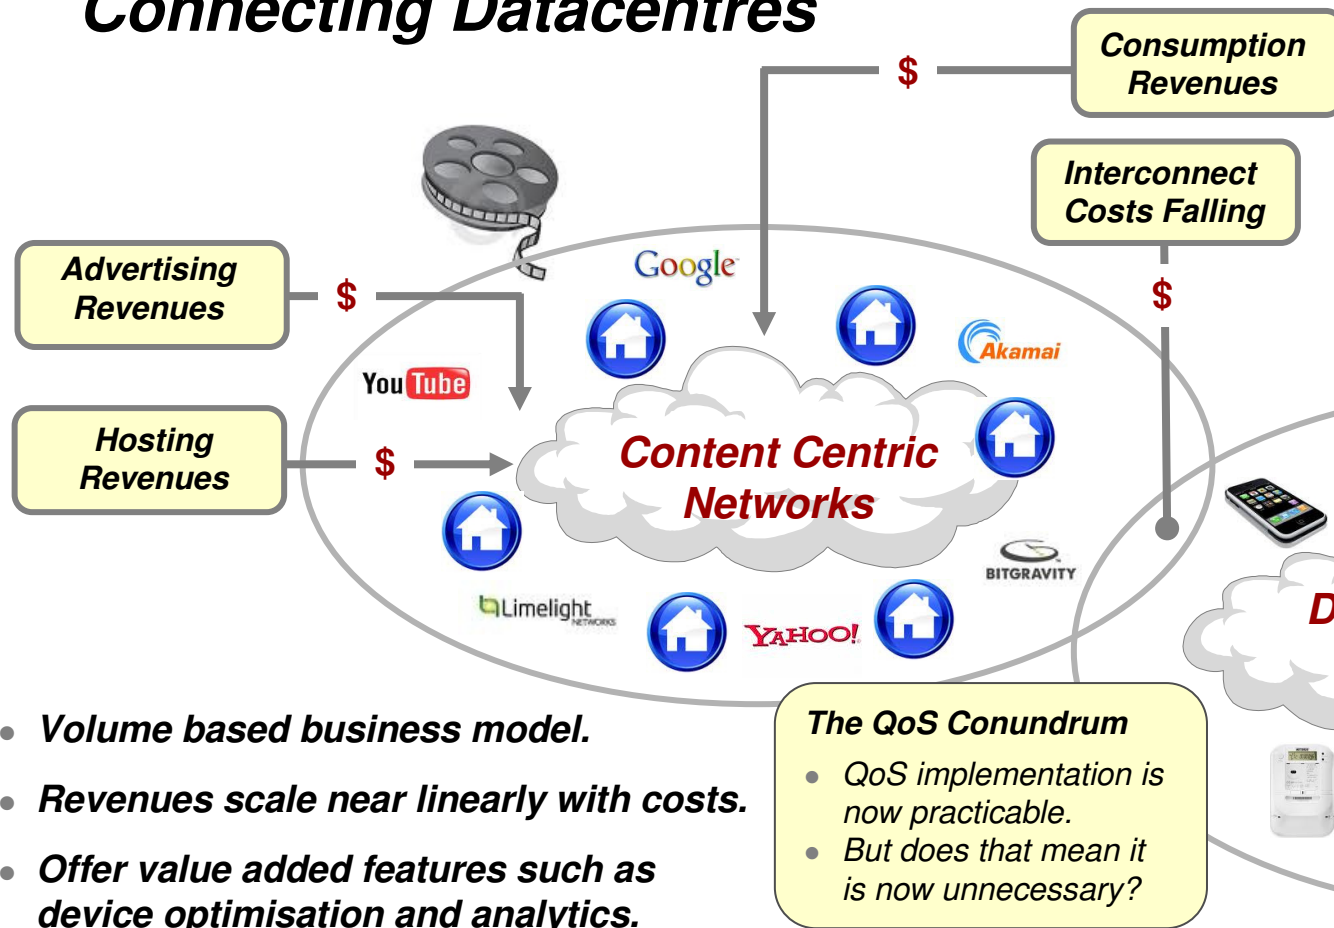 Connecting Datacentres
Consumption
Revenues
$
Interconnect
Costs Falling
$
Advertising
Revenues
$
Google
Akamai
YouTube
Hosting
Revenues
$
Content Centric
Networks
BITGRAVITY
Limelight
NETWORKS
YAHOO!
D
• Volume based business model.
• Revenues scale near linearly with costs.
• Offer value added features such as
device optimisation and analytics.
The QoS Conundrum
• QoS implementation is
now practicable.
• But does that mean it
is now unnecessary?